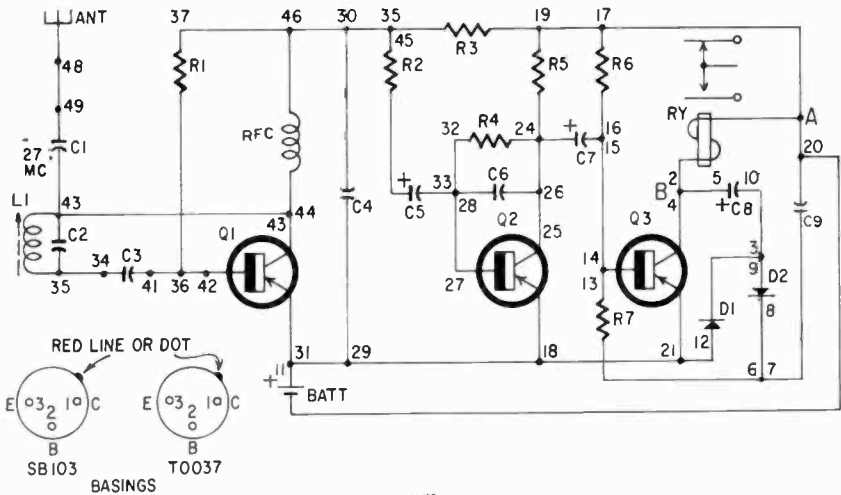 ANT
37
46
30
35
19
17
45
48
R1
R2
R3
R5
R6
49
A
RFC
R4
RY
27
MC
C1
32
24
+
16
15
20
C7
L1
43
44
+
33
C6
2
5
10
B
C2
C4
C5
28
26
4
+
C8
C9
43
Q1
Q2
25
Q3
34
C3
14
3
9
D2
35
41
36
42
27
13
D1
8
R7
12
RED LINE OR DOT
31
29
18
21
11
+
6
7
BATT
E 3 2 1 C
E 3 2 1 C
B
B
SB103
TO037
BASINGS